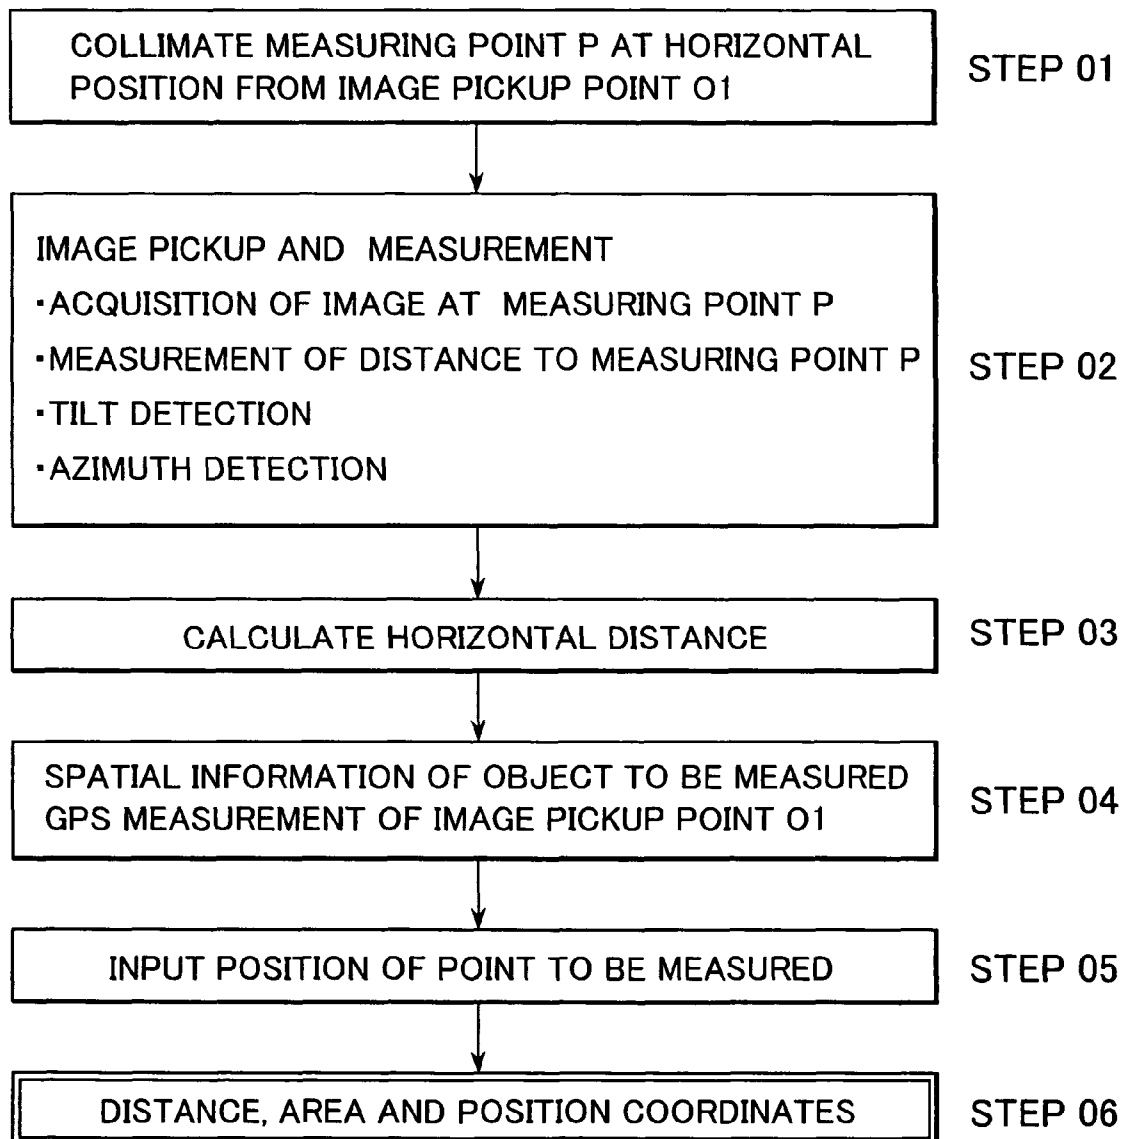 COLLIMATE MEASURING POINT P AT HORIZONTAL
POSITION FROM IMAGE PICKUP POINT O1
STEP 01
IMAGE PICKUP AND MEASUREMENT
・ACQUISITION OF IMAGE AT MEASURING POINT P
・MEASUREMENT OF DISTANCE TO MEASURING POINT P
・TILT DETECTION
・AZIMUTH DETECTION
STEP 02
CALCULATE HORIZONTAL DISTANCE
STEP 03
SPATIAL INFORMATION OF OBJECT TO BE MEASURED
GPS MEASUREMENT OF IMAGE PICKUP POINT O1
STEP 04
INPUT POSITION OF POINT TO BE MEASURED
STEP 05
DISTANCE, AREA AND POSITION COORDINATES
STEP 06